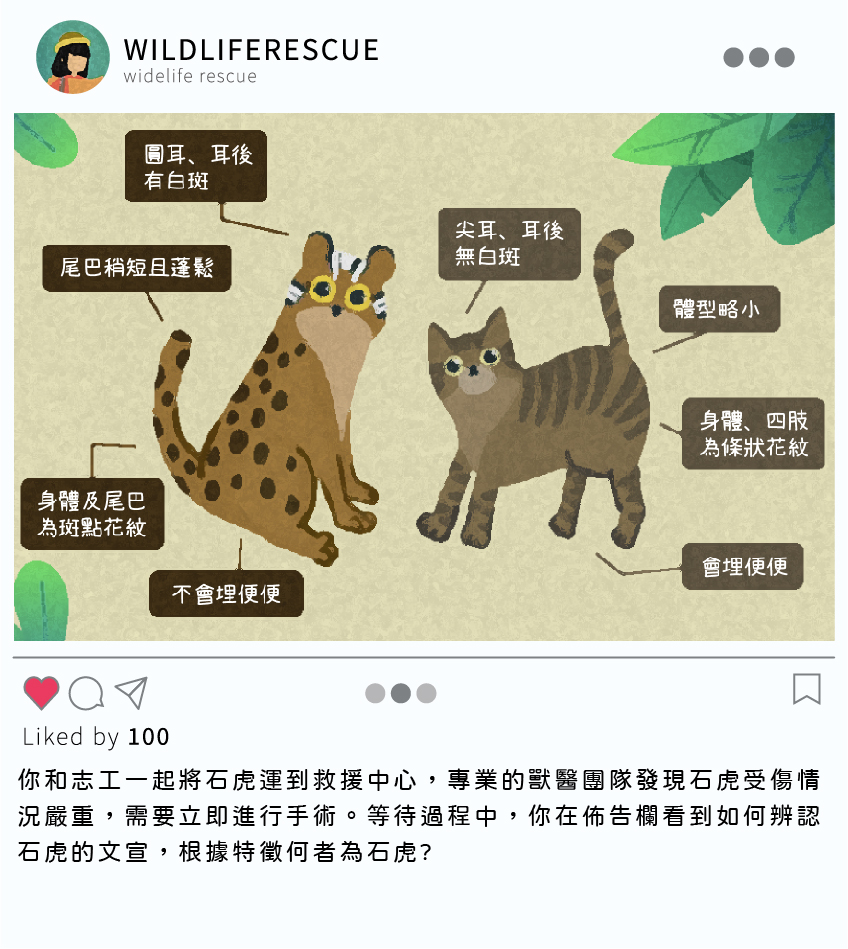 WILDLIFERESCUE
widelife rescue
圓耳、耳後
有白斑
尾巴稍短且蓬鬆
身體及尾巴
為斑點花紋
不會埋便便
尖耳、耳後
無白斑
體型略小
身體、四肢
為條狀花紋
會埋便便
Liked by 100
你和志工一起將石虎運到救援中心，專業的獸醫團隊發現石虎受傷情
況嚴重，需要立即進行手術。等待過程中，你在佈告欄看到如何辨認
石虎的文宣，根據特徵何者為石虎?